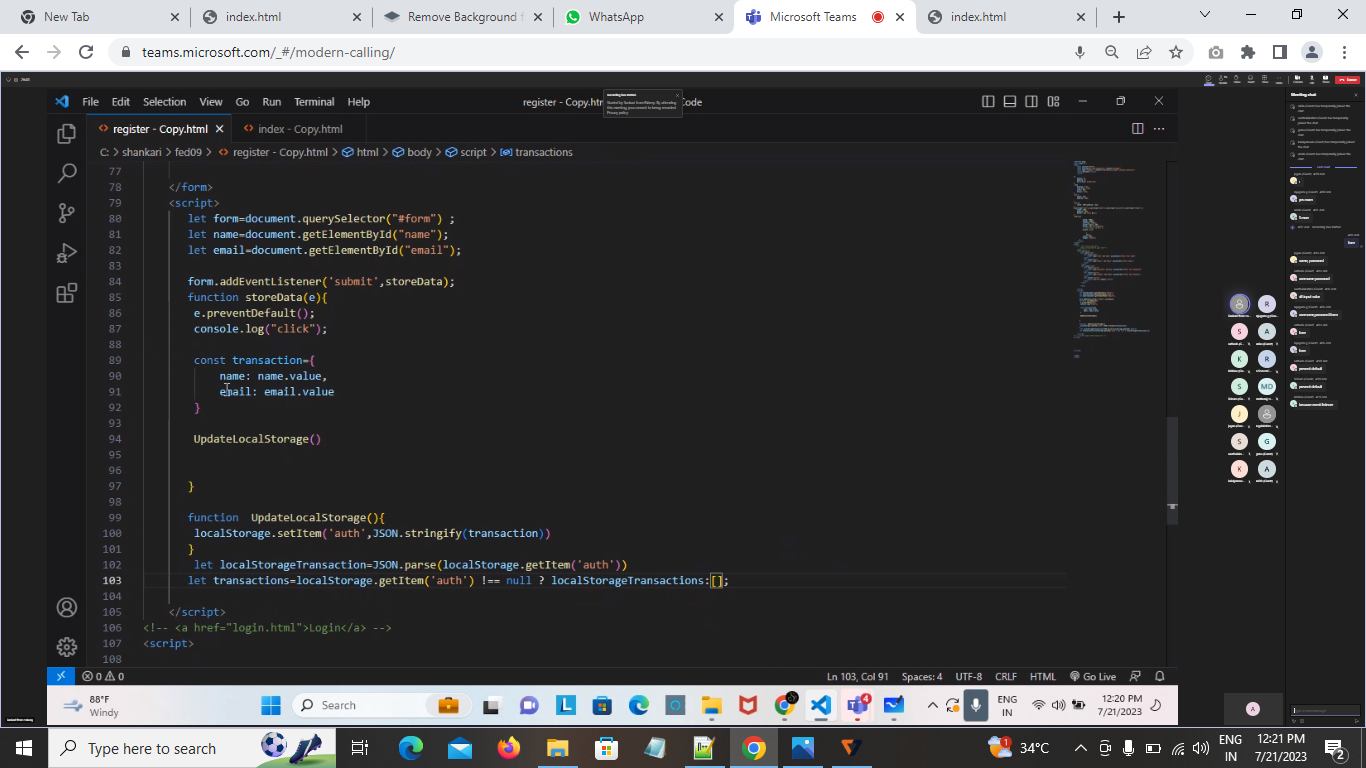 New Tab
index.html
Remove Background f
WhatsApp
Microsoft Teams
index.html
teams.microsoft.com/_#/modern-calling/
File Edit Selection View Go Run Terminal Help
register - Copy.htm
ode
register - Copy.html
index - Copy.html
C: > shankari > fed09 > register - Copy.html > html > body > script > transactions
77
78 </form>
79 <script>
80 let form=document.querySelector("#form") ;
81 let name=document.getElementById("name");
82 let email=document.getElementById("email");
83
84 form.addEventListener('submit',storeData);
85 function storeData(e){
86 e.preventDefault();
87 console.log("click");
88
89 const transaction={
90 name: name.value,
91 email: email.value
92 }
93
94 UpdateLocalStorage()
95
96
97 }
98
99 function UpdateLocalStorage(){
100 localStorage.setItem('auth',JSON.stringify(transaction))
101 }
102 let localStorageTransaction=JSON.parse(localStorage.getItem('auth'))
103 let transactions=localStorage.getItem('auth') !== null ? localStorageTransactions:[];
104
105 </script>
106 <!-- <a href="login.html">Login</a> -->
107 <script>
108
R
S
A
K
R
S
MD
J
S
G
K
A
A
0 0
Ln 103, Col 91 Spaces: 4 UTF-8 CRLF HTML Go Live
88°F
Windy
Search
4
ENG
IN
12:20 PM
7/21/2023
Type here to search
34°C
ENG
IN
12:21 PM
7/21/2023
2